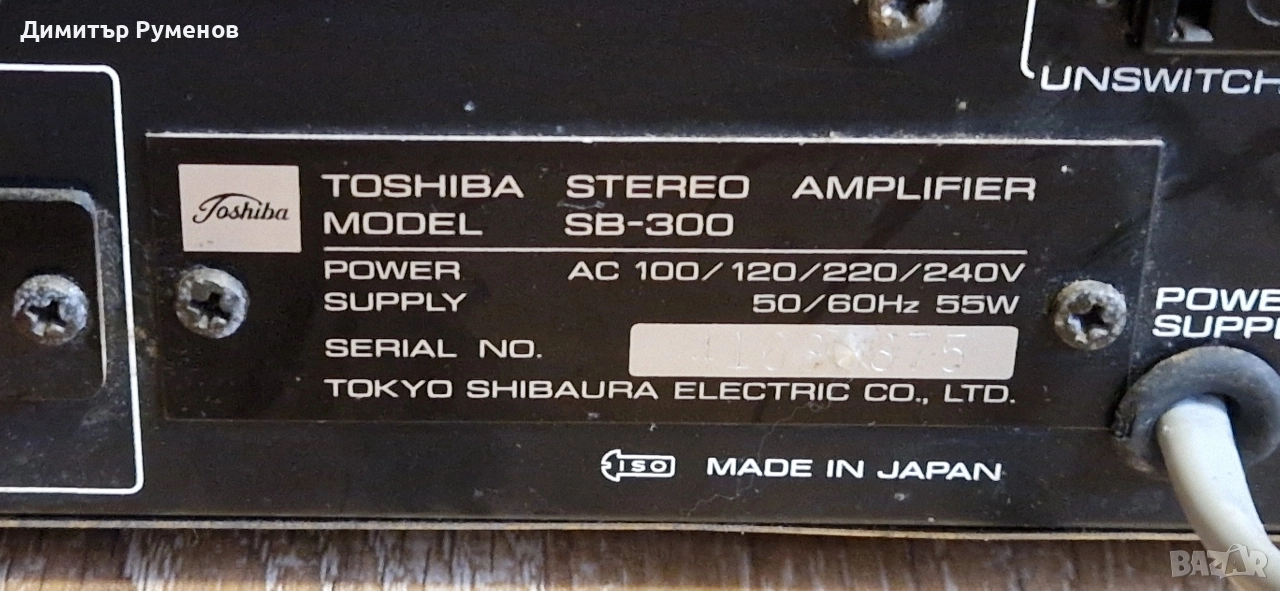 Димитър Руменов
UNSWITCH
Toshiba
TOSHIBA STEREO AMPLIFIER
MODEL SB-300
POWER AC 100/120/220/240V
SUPPLY 50/60Hz 55W
SERIAL NO.
TOKYO SHIBAURA ELECTRIC CO., LTD.
ISO MADE IN JAPAN
POWE
SUPP
BAZAR